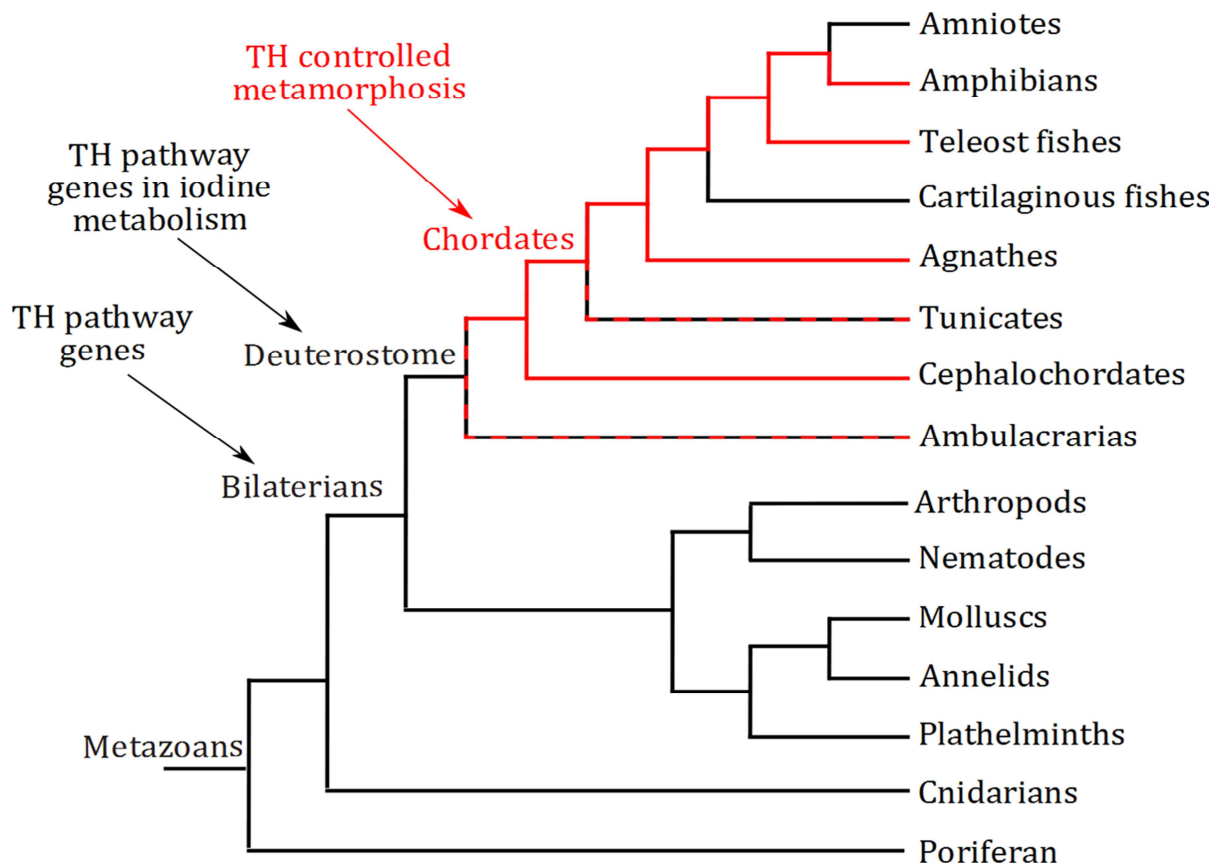 Amniotes
TH controlled
metamorphosis
Amphibians
TH pathway
genes in iodine
metabolism
Teleost fishes
Cartilaginous fishes
Chordates
Agnathes
TH pathway
genes
Tunicates
Deuterostome
Cephalochordates
Ambulacrarias
Bilaterians
Arthropods
Nematodes
Molluscs
Annelids
Plathelminths
Metazoans
Cnidarians
Poriferan